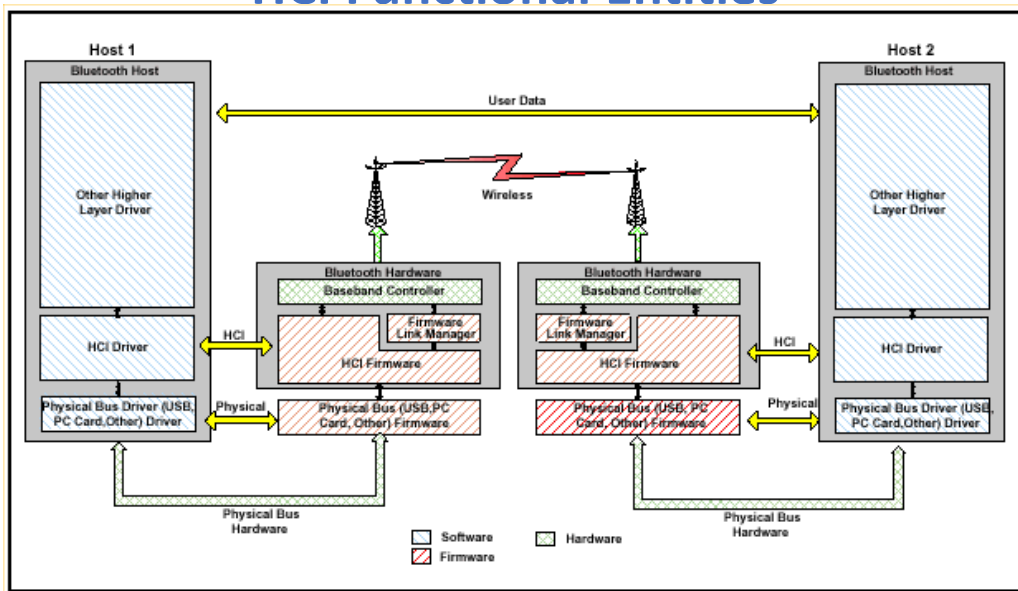 HCI Functional Entities
Host 1
Bluetooth Host
Other Higher
Layer Driver
HCI Driver
Physical Bus Driver (USB,
PC Card,Other) Driver
User Data
Wireless
Bluetooth Hardware
Baseband Controller
Firmware
Link Manager
HCI Firmware
HCI
Physical
Physical Bus (USB,PC
Card, Other) Firmware
Physical Bus
Hardware
Bluetooth Hardware
Baseband Controller
Firmware
Link Manager
HCI Firmware
HCI
Physical
Physical Bus (USB, PC
Card, Other) Firmware
Physical Bus
Hardware
Host 2
Bluetooth Host
Other Higher
Layer Driver
HCI Driver
Physical Bus Driver (USB,
PC Card,Other) Driver
Software
Hardware
Firmware